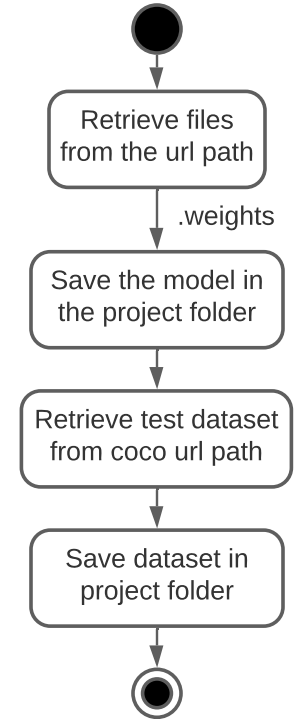 Retrieve files
from the url path
.weights
Save the model in
the project folder
Retrieve test dataset
from coco url path
Save dataset in
project folder